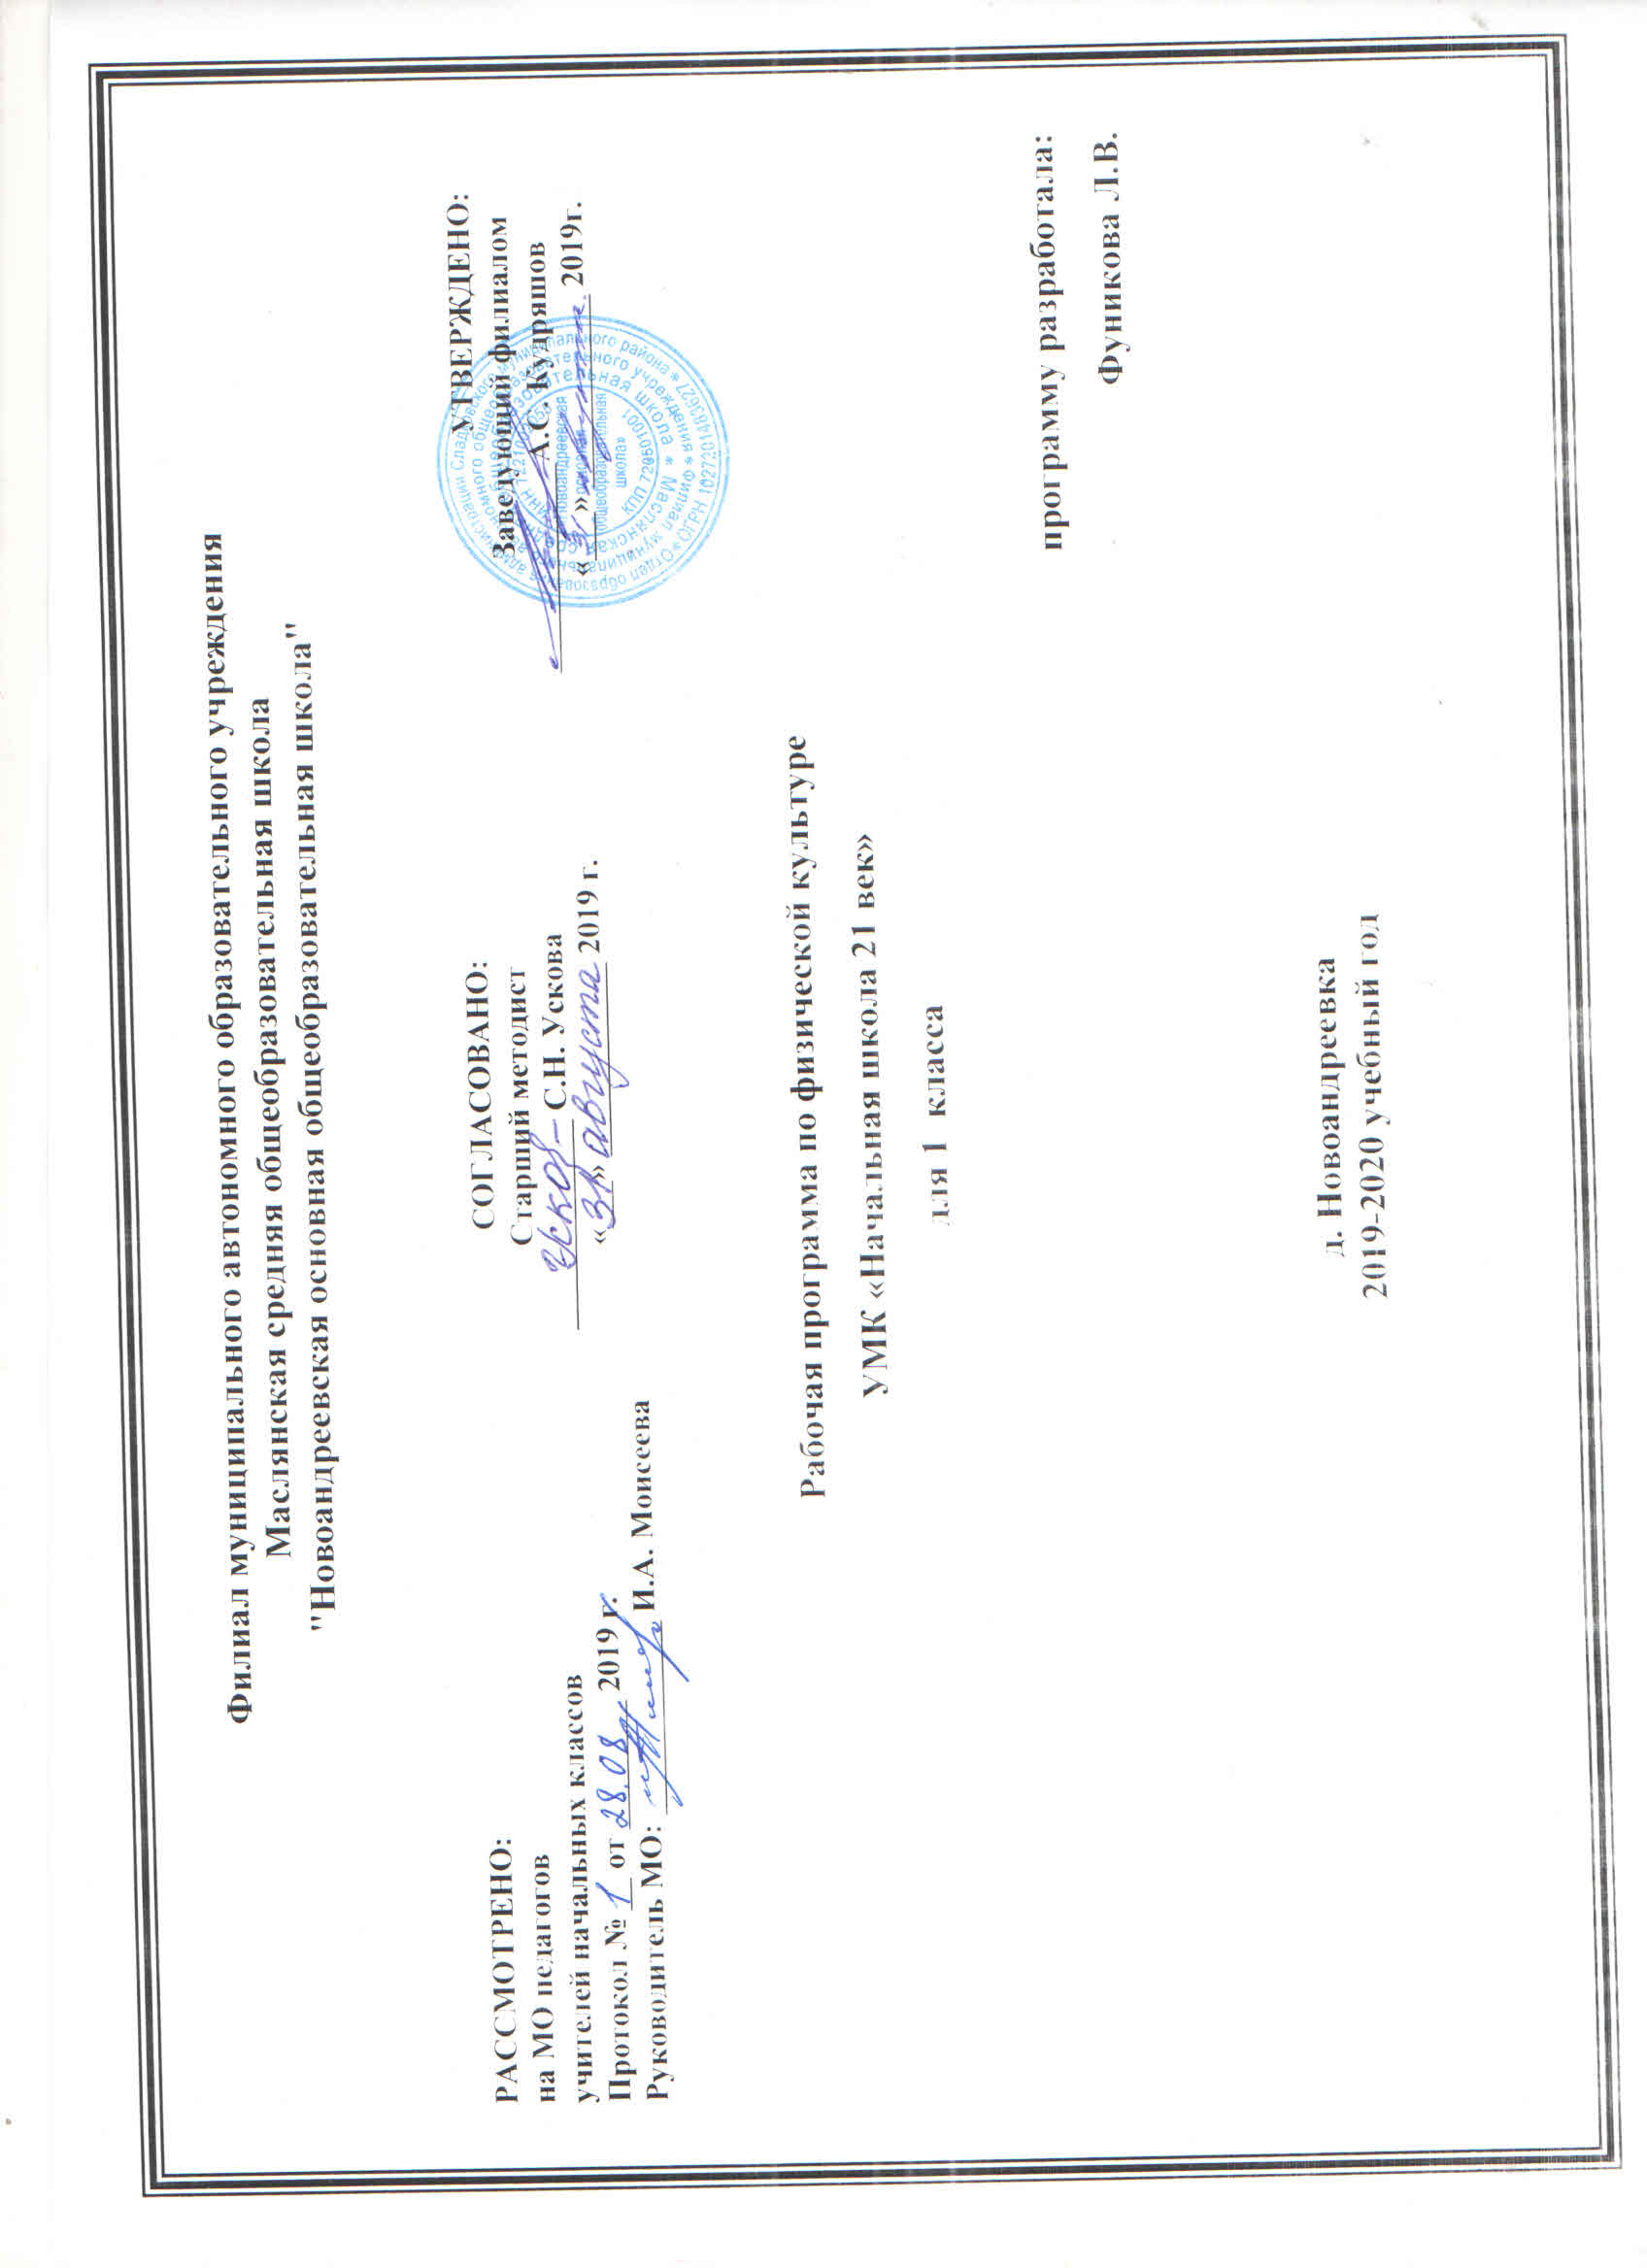 Филиал муниципального автономного образовательного учреждения
Маслянская средняя общеобразовательная школа
"Новоандреевская основная общеобразовательная школа"
РАССМОТРЕНО:
на МО педагогов
учителей начальных классов
Протокол № 1 от 28.08 2019 г.
Руководитель МО: И.А. Моисеева
СОГЛАСОВАНО:
Старший методист
Ускова С.Н. Ускова
«31» августа 2019 г.
УТВЕРЖДЕНО:
Заведующий филиалом
А.С. Кудряшов
«31» 2019г.
Рабочая программа по физической культуре
УМК «Начальная школа 21 век»
для 1 класса
программу разработала:
Фуникова Л.В.
д. Новоандреевка
2019-2020 учебный год